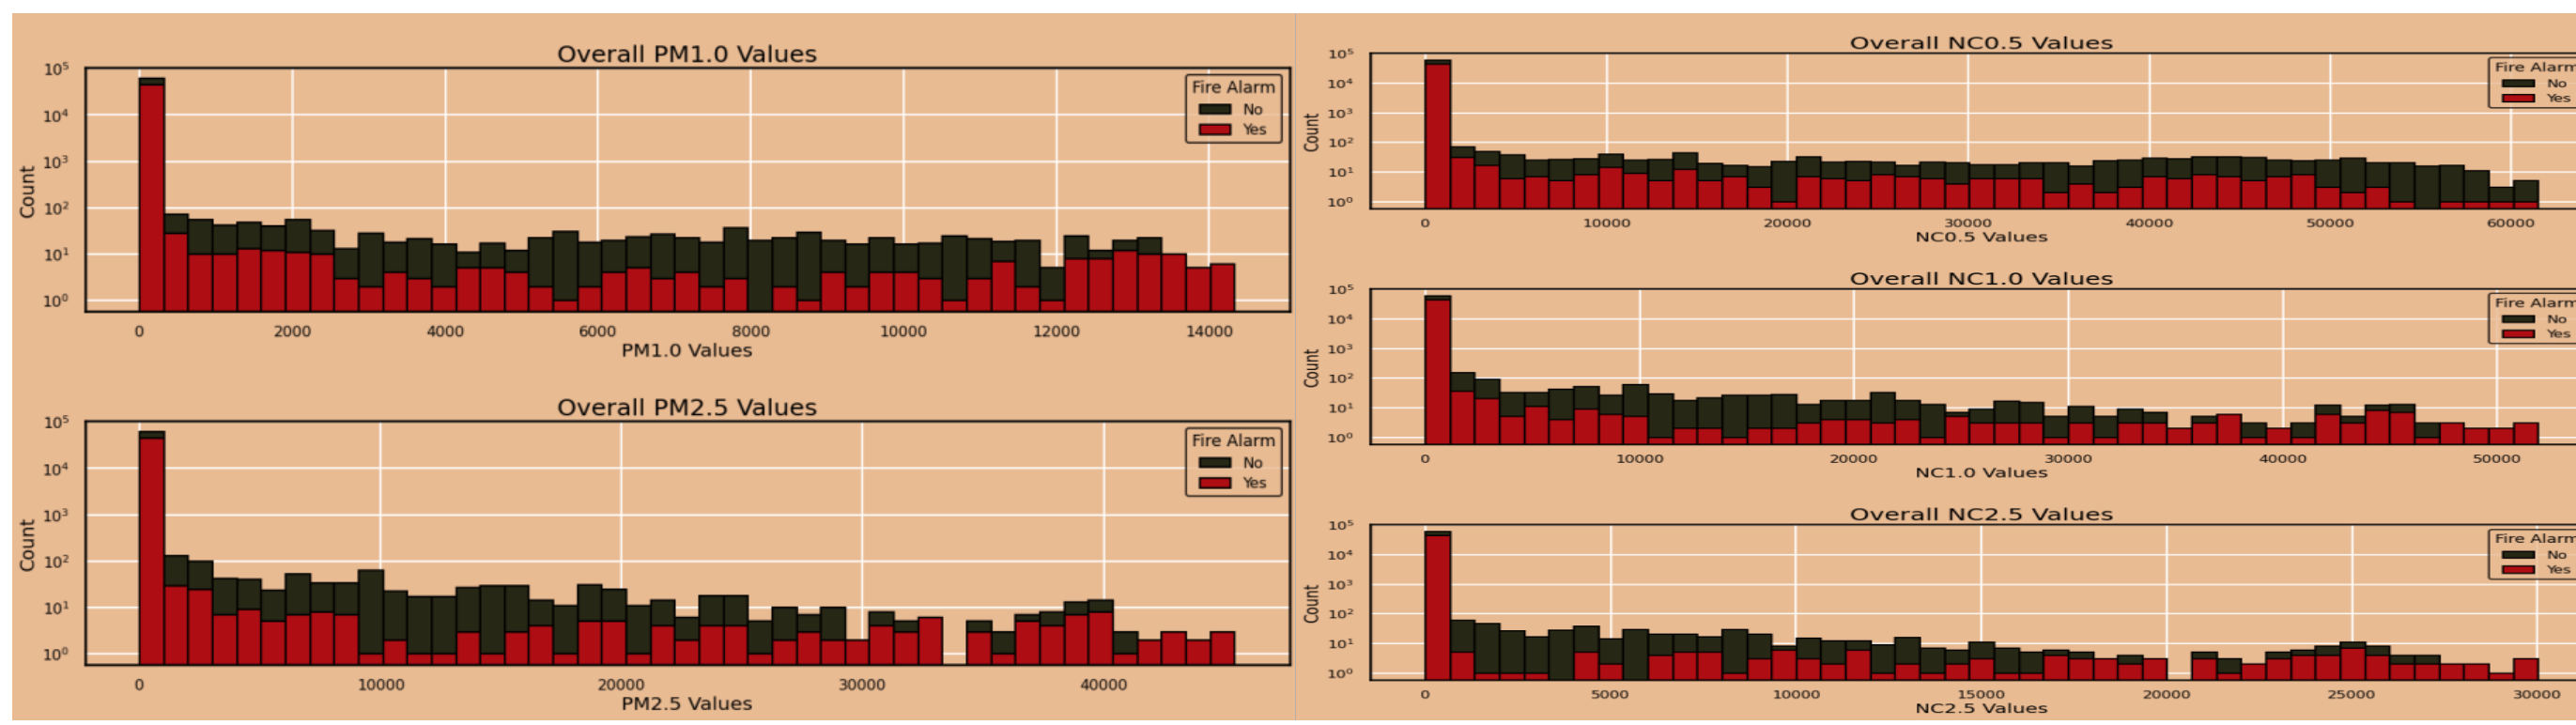 Overall PM1.0 Values
10⁵
10⁴
10³
10²
10¹
10⁰
Count
Fire Alarm
No
Yes
0 2000 4000 6000 8000 10000 12000 14000
PM1.0 Values
Overall PM2.5 Values
10⁵
10⁴
10³
10²
10¹
10⁰
Count
Fire Alarm
No
Yes
0 10000 20000 30000 40000
PM2.5 Values
Overall NC0.5 Values
10⁵
10⁴
10³
10²
10¹
10⁰
Count
Fire Alarm
No
Yes
0 10000 20000 30000 40000 50000 60000
NC0.5 Values
Overall NC1.0 Values
10⁵
10⁴
10³
10²
10¹
10⁰
Count
Fire Alarm
No
Yes
0 10000 20000 30000 40000 50000
NC1.0 Values
Overall NC2.5 Values
10⁵
10⁴
10³
10²
10¹
10⁰
Count
Fire Alarm
No
Yes
0 5000 10000 15000 20000 25000 30000
NC2.5 Values